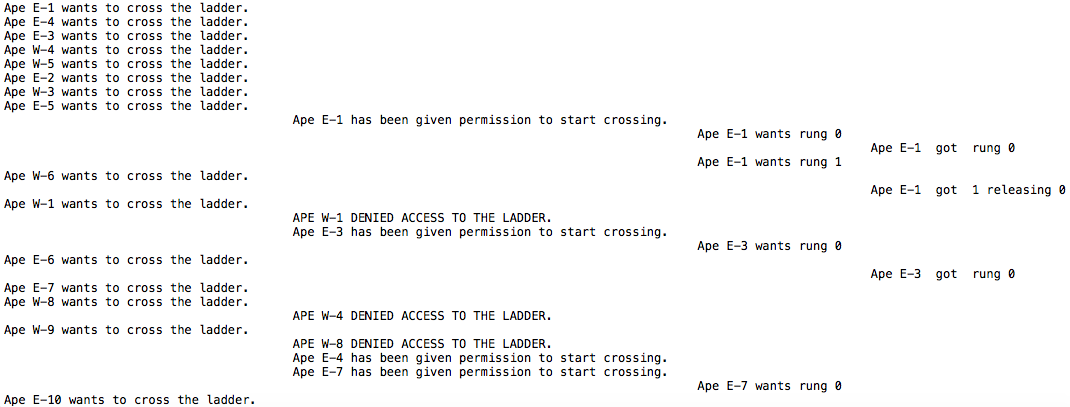 Ape E-1 wants to cross the ladder.
Ape E-4 wants to cross the ladder.
Ape E-3 wants to cross the ladder.
Ape W-4 wants to cross the ladder.
Ape W-5 wants to cross the ladder.
Ape E-2 wants to cross the ladder.
Ape W-3 wants to cross the ladder.
Ape E-5 wants to cross the ladder.
Ape E-1 has been given permission to start crossing.
Ape E-1 wants rung 0
Ape E-1 got rung 0
Ape E-1 wants rung 1
Ape W-6 wants to cross the ladder.
Ape E-1 got 1 releasing 0
Ape W-1 wants to cross the ladder.
APE W-1 DENIED ACCESS TO THE LADDER.
Ape E-3 has been given permission to start crossing.
Ape E-3 wants rung 0
Ape E-6 wants to cross the ladder.
Ape E-3 got rung 0
Ape E-7 wants to cross the ladder.
Ape W-8 wants to cross the ladder.
APE W-4 DENIED ACCESS TO THE LADDER.
Ape W-9 wants to cross the ladder.
APE W-8 DENIED ACCESS TO THE LADDER.
Ape E-4 has been given permission to start crossing.
Ape E-7 has been given permission to start crossing.
Ape E-7 wants rung 0
Ape E-10 wants to cross the ladder.